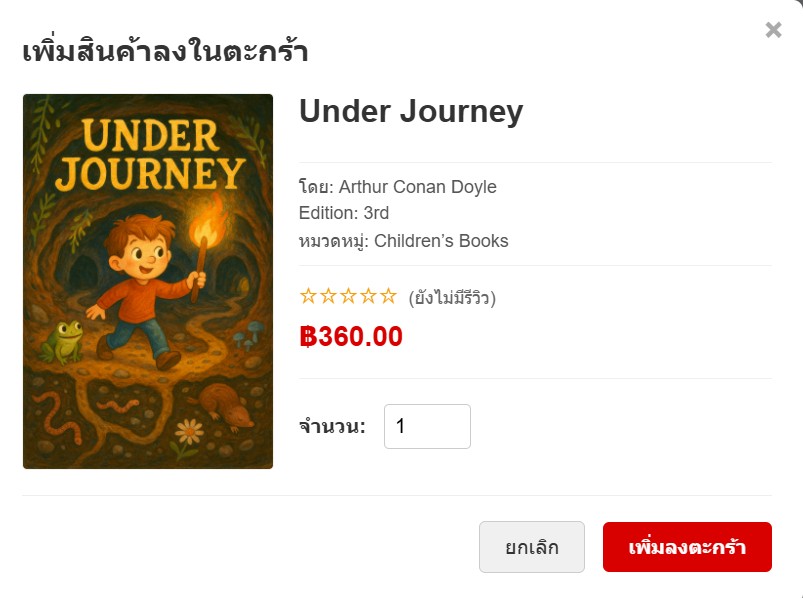 เพิ่มสินค้าลงในตะกร้า
×
UNDER
JOURNEY
Under Journey
โดย: Arthur Conan Doyle
Edition: 3rd
หมวดหมู่: Children’s Books
☆☆☆☆☆ (ยังไม่มีรีวิว)
฿360.00
จำนวน: 1
ยกเลิก
เพิ่มลงตะกร้า